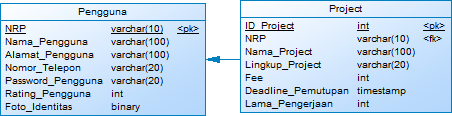 Pengguna
NRP varchar(10) <pk>
Nama_Pengguna varchar(100)
Alamat_Pengguna varchar(100)
Nomor_Telepon varchar(20)
Password_Pengguna varchar(20)
Rating_Pengguna int
Foto_Identitas binary
Project
ID_Project int <pk>
NRP varchar(10) <fk>
Nama_Project varchar(100)
Lingkup_Project varchar(20)
Fee int
Deadline_Pemutupan timestamp
Lama_Pengerjaan int